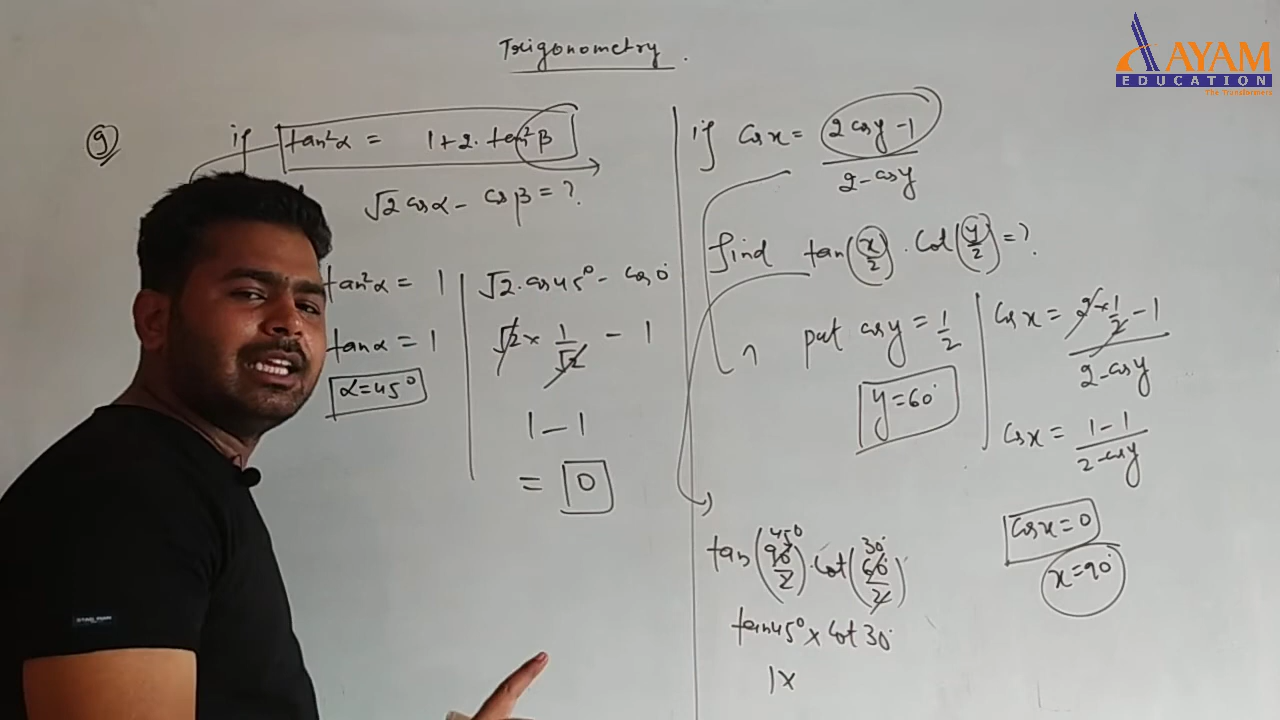 AYAM
EDUCATION
The Transformers
Trigonometry.
9) if tan²α = 1+2. tan²β
√2 cosα - cosβ = ?
tan²α = 1
tanα = 1
α=45°
√2. cos45° - cos0°
√2 × 1/√2 - 1
1 - 1
= 0
if cosx = 2cosy - 1 / 2-cosy
find tan(x/2) . cot(y/2) = ?
put cosy = 1/2
y=60°
cosx = 2×1/2 - 1 / 2-cosy
cosx = 1-1 / 2-cosy
cosx=0
x=90°
tan(90°/2) 45° . cot(60°/2) 30°
tan45° × cot30°
1×